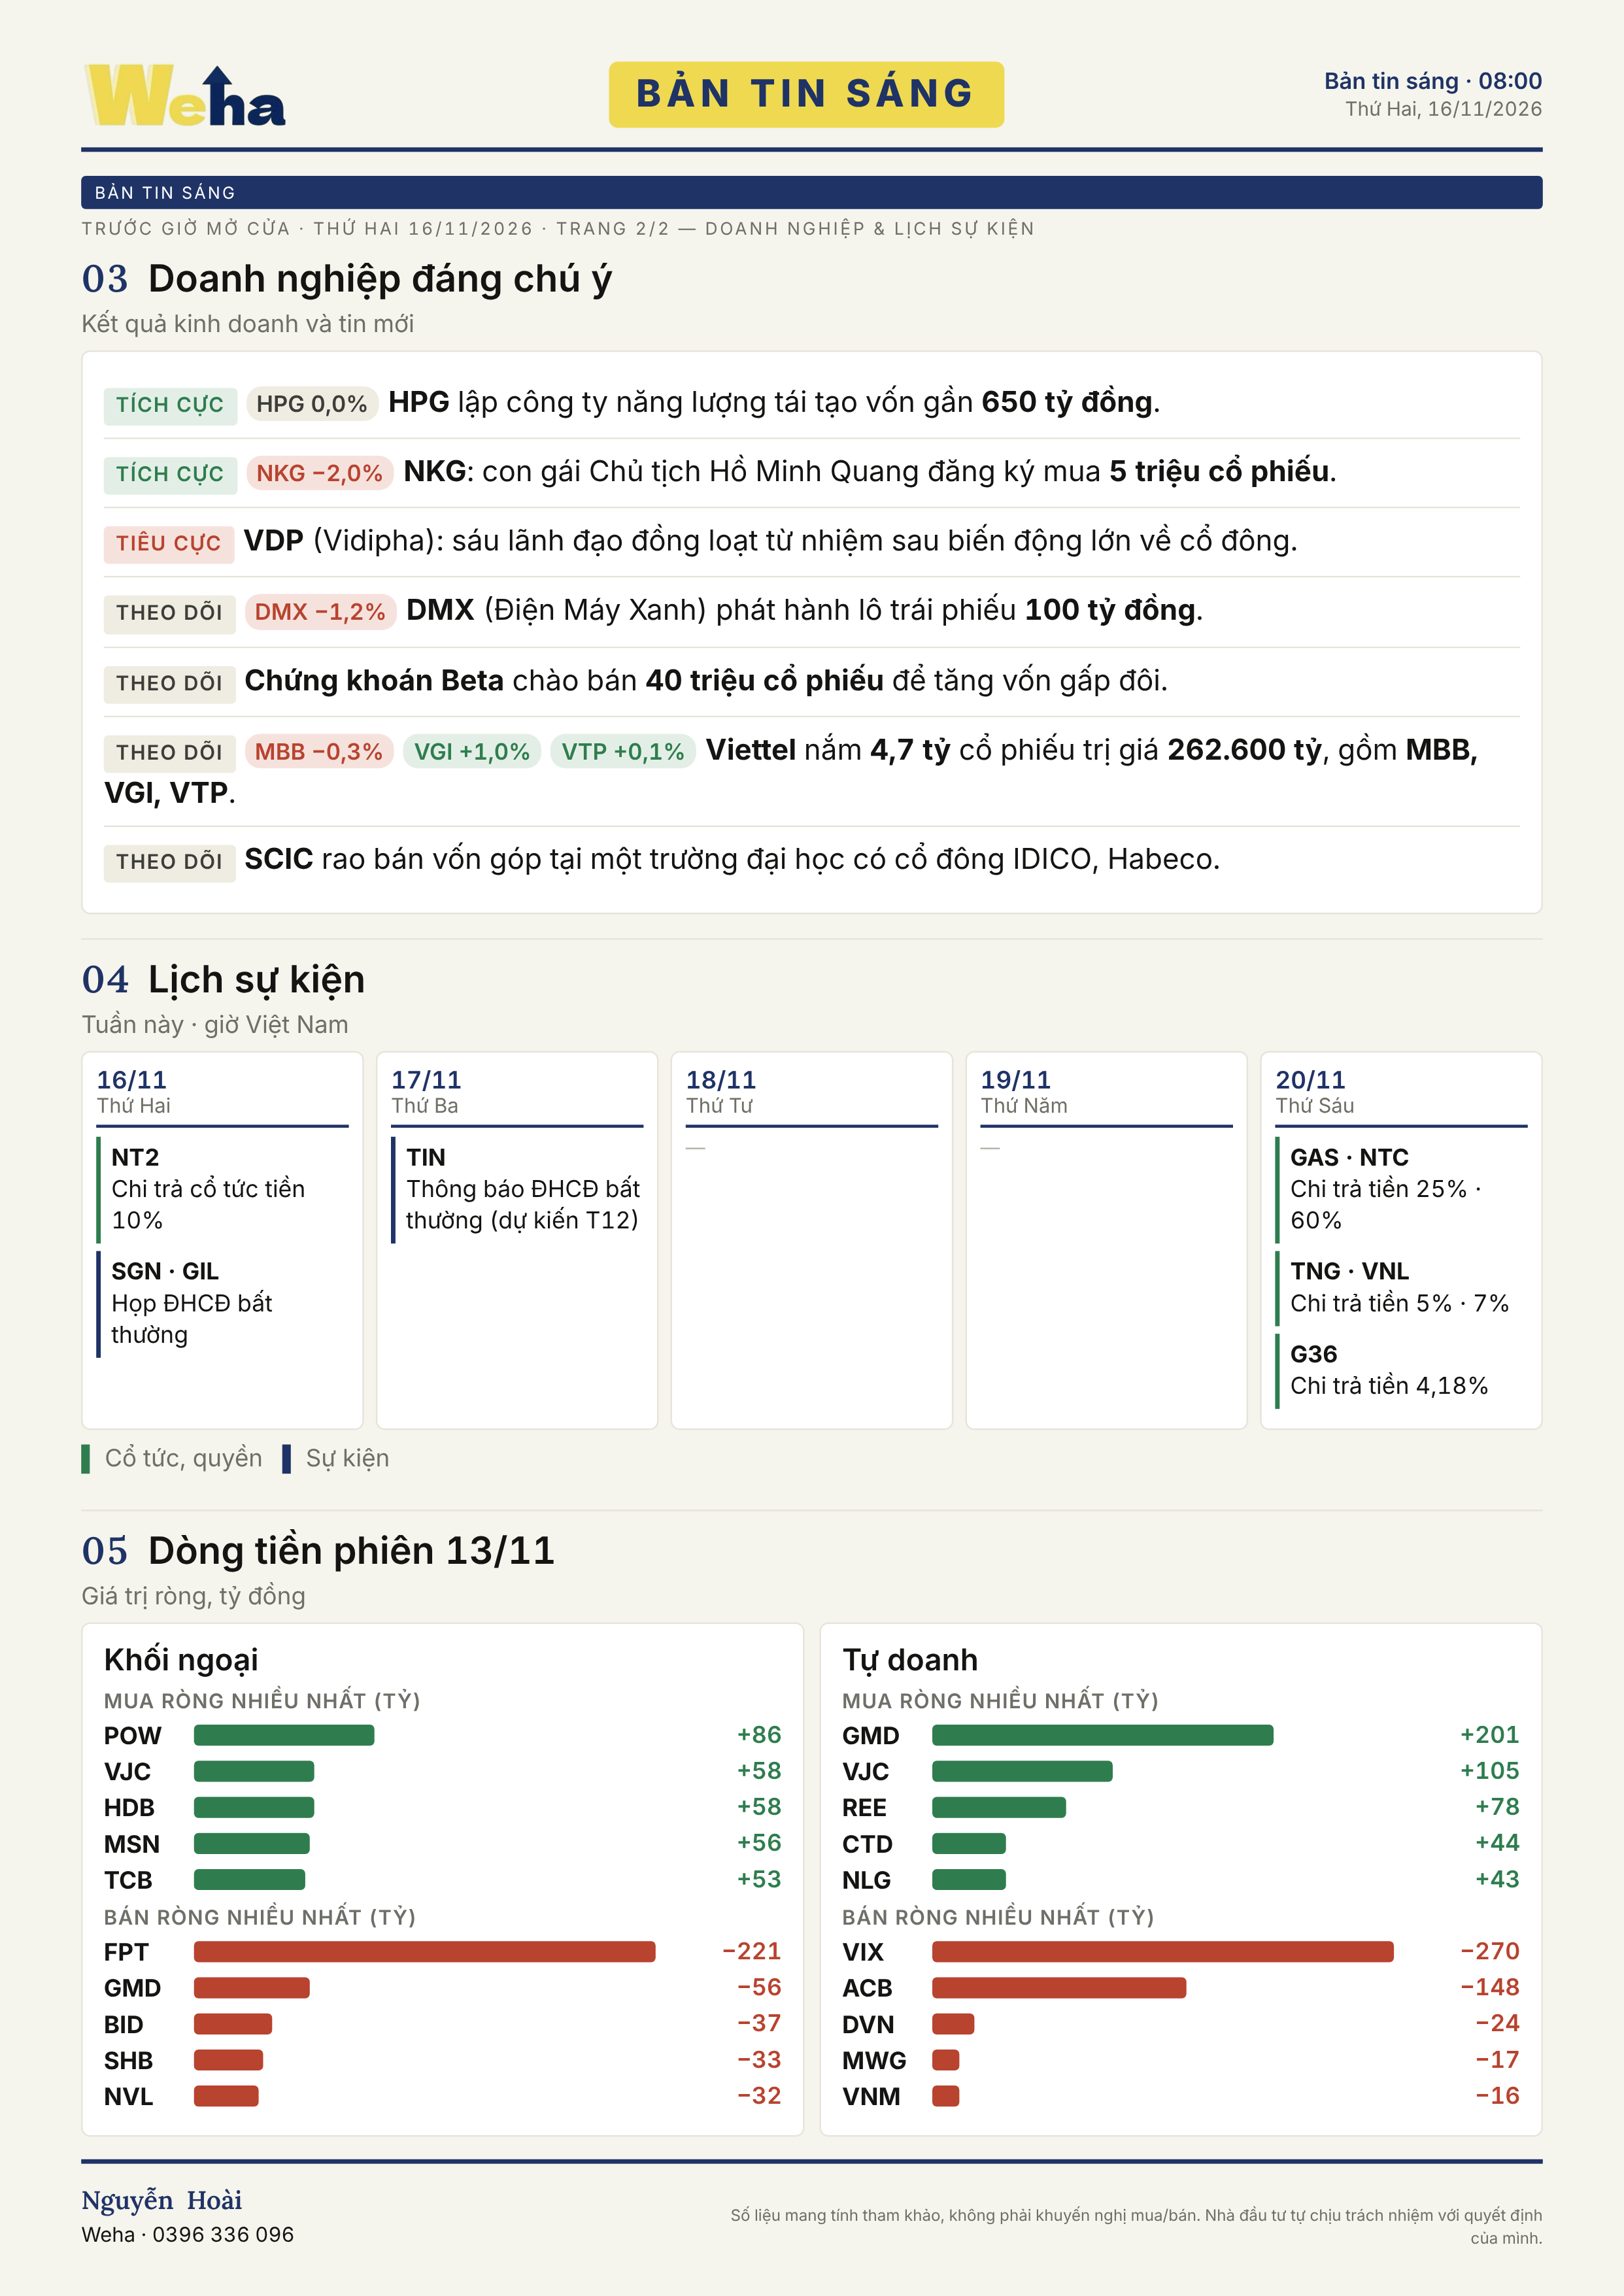 Weha
BẢN TIN SÁNG
Bản tin sáng · 08:00
Thứ Hai, 16/11/2026
BẢN TIN SÁNG
TRƯỚC GIỜ MỞ CỬA · THỨ HAI 16/11/2026 · TRANG 2/2 — DOANH NGHIỆP & LỊCH SỰ KIỆN
03 Doanh nghiệp đáng chú ý
Kết quả kinh doanh và tin mới
TÍCH CỰC HPG 0,0% HPG lập công ty năng lượng tái tạo vốn gần 650 tỷ đồng.
TÍCH CỰC NKG −2,0% NKG: con gái Chủ tịch Hồ Minh Quang đăng ký mua 5 triệu cổ phiếu.
TIÊU CỰC VDP (Vidipha): sáu lãnh đạo đồng loạt từ nhiệm sau biến động lớn về cổ đông.
THEO DÕI DMX −1,2% DMX (Điện Máy Xanh) phát hành lô trái phiếu 100 tỷ đồng.
THEO DÕI Chứng khoán Beta chào bán 40 triệu cổ phiếu để tăng vốn gấp đôi.
THEO DÕI MBB −0,3% VGI +1,0% VTP +0,1% Viettel nắm 4,7 tỷ cổ phiếu trị giá 262.600 tỷ, gồm MBB,
VGI, VTP.
THEO DÕI SCIC rao bán vốn góp tại một trường đại học có cổ đông IDICO, Habeco.
04 Lịch sự kiện
Tuần này · giờ Việt Nam
16/11
Thứ Hai
NT2
Chi trả cổ tức tiền
10%
SGN · GIL
Họp ĐHCĐ bất
thường
17/11
Thứ Ba
TIN
Thông báo ĐHCĐ bất
thường (dự kiến T12)
18/11
Thứ Tư
—
19/11
Thứ Năm
—
20/11
Thứ Sáu
GAS · NTC
Chi trả tiền 25% ·
60%
TNG · VNL
Chi trả tiền 5% · 7%
G36
Chi trả tiền 4,18%
Cổ tức, quyền Sự kiện
05 Dòng tiền phiên 13/11
Giá trị ròng, tỷ đồng
Khối ngoại
MUA RÒNG NHIỀU NHẤT (TỶ)
POW +86
VJC +58
HDB +58
MSN +56
TCB +53
BÁN RÒNG NHIỀU NHẤT (TỶ)
FPT −221
GMD −56
BID −37
SHB −33
NVL −32
Tự doanh
MUA RÒNG NHIỀU NHẤT (TỶ)
GMD +201
VJC +105
REE +78
CTD +44
NLG +43
BÁN RÒNG NHIỀU NHẤT (TỶ)
VIX −270
ACB −148
DVN −24
MWG −17
VNM −16
Nguyễn Hoài
Weha · 0396 336 096
Số liệu mang tính tham khảo, không phải khuyến nghị mua/bán. Nhà đầu tư tự chịu trách nhiệm với quyết định
của mình.